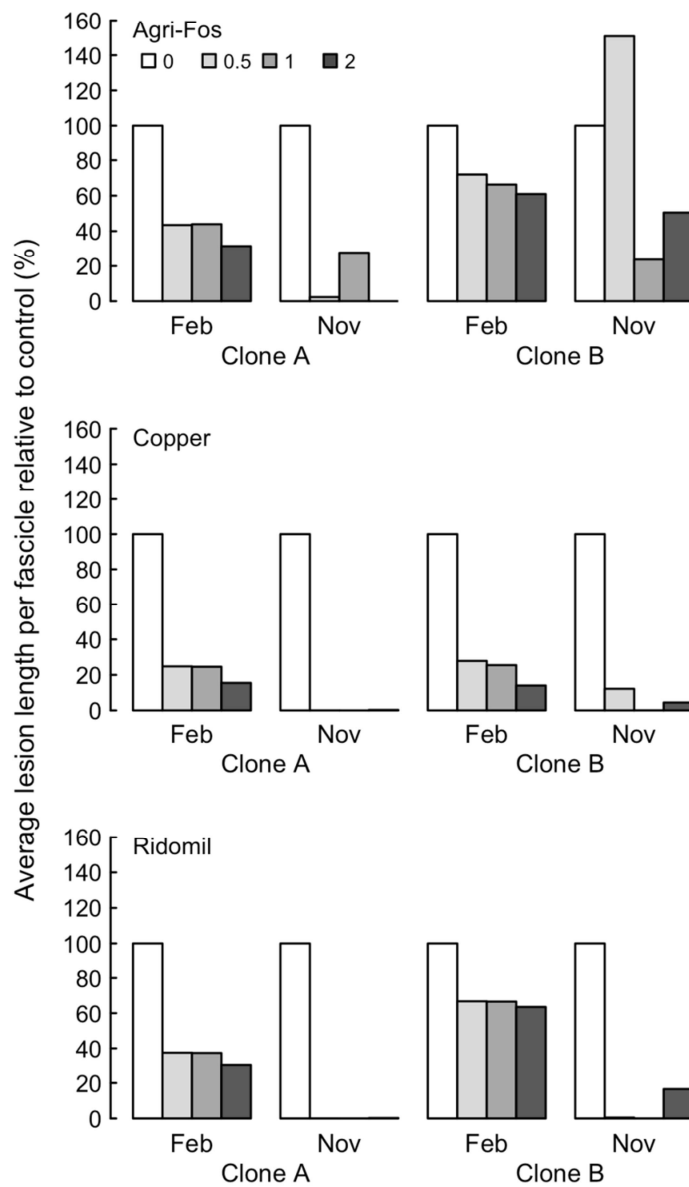 Average lesion length per fascicle relative to control (%)
Agri-Fos
0 0.5 1 2
160
140
120
100
80
60
40
20
0
Feb Nov Feb Nov
Clone A Clone B
Copper
160
140
120
100
80
60
40
20
0
Feb Nov Feb Nov
Clone A Clone B
Ridomil
160
140
120
100
80
60
40
20
0
Feb Nov Feb Nov
Clone A Clone B